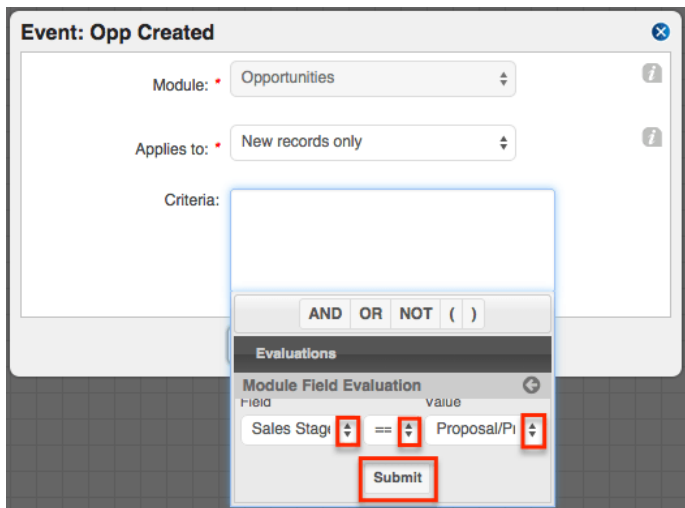 Event: Opp Created
Module: * Opportunities
Applies to: * New records only
Criteria:
AND OR NOT ( )
Evaluations
Module Field Evaluation
Field Value
Sales Stag == Proposal/P
Submit